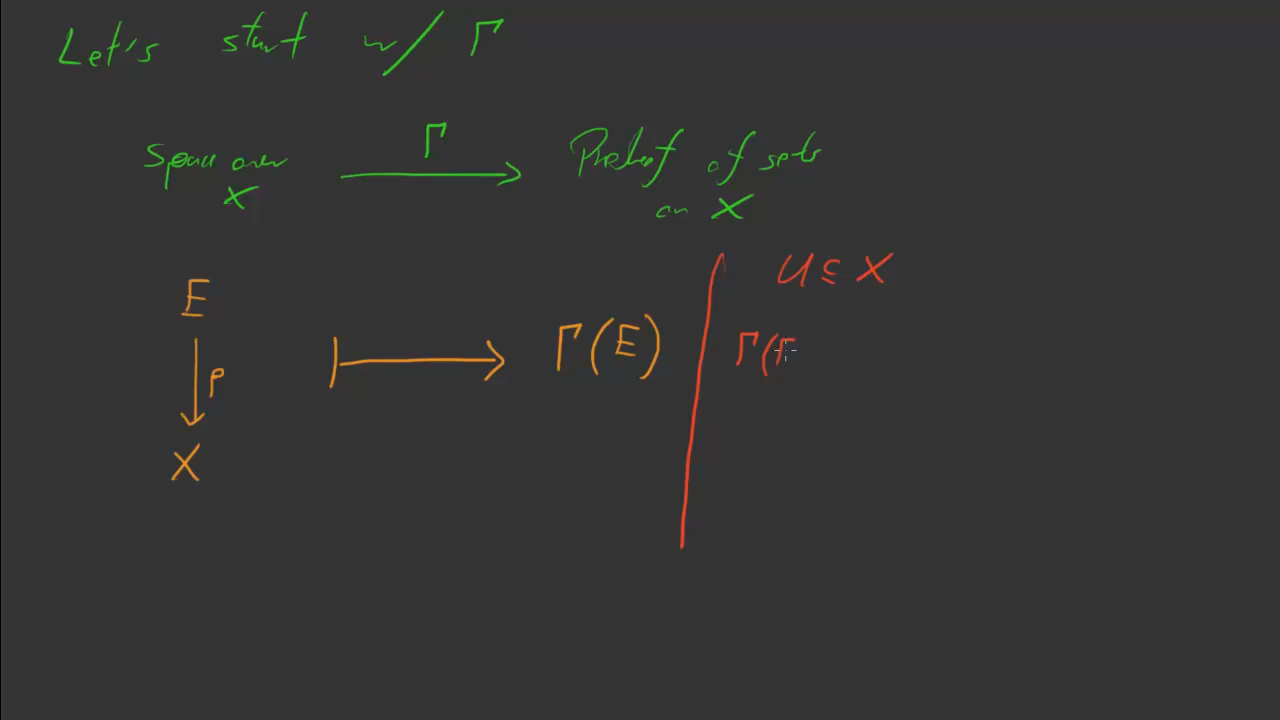 Let's start w/ Γ
Γ
Space over Presheaf of sets
X on X
U ⊆ X
E
Γ(E)
Γ(
p
X